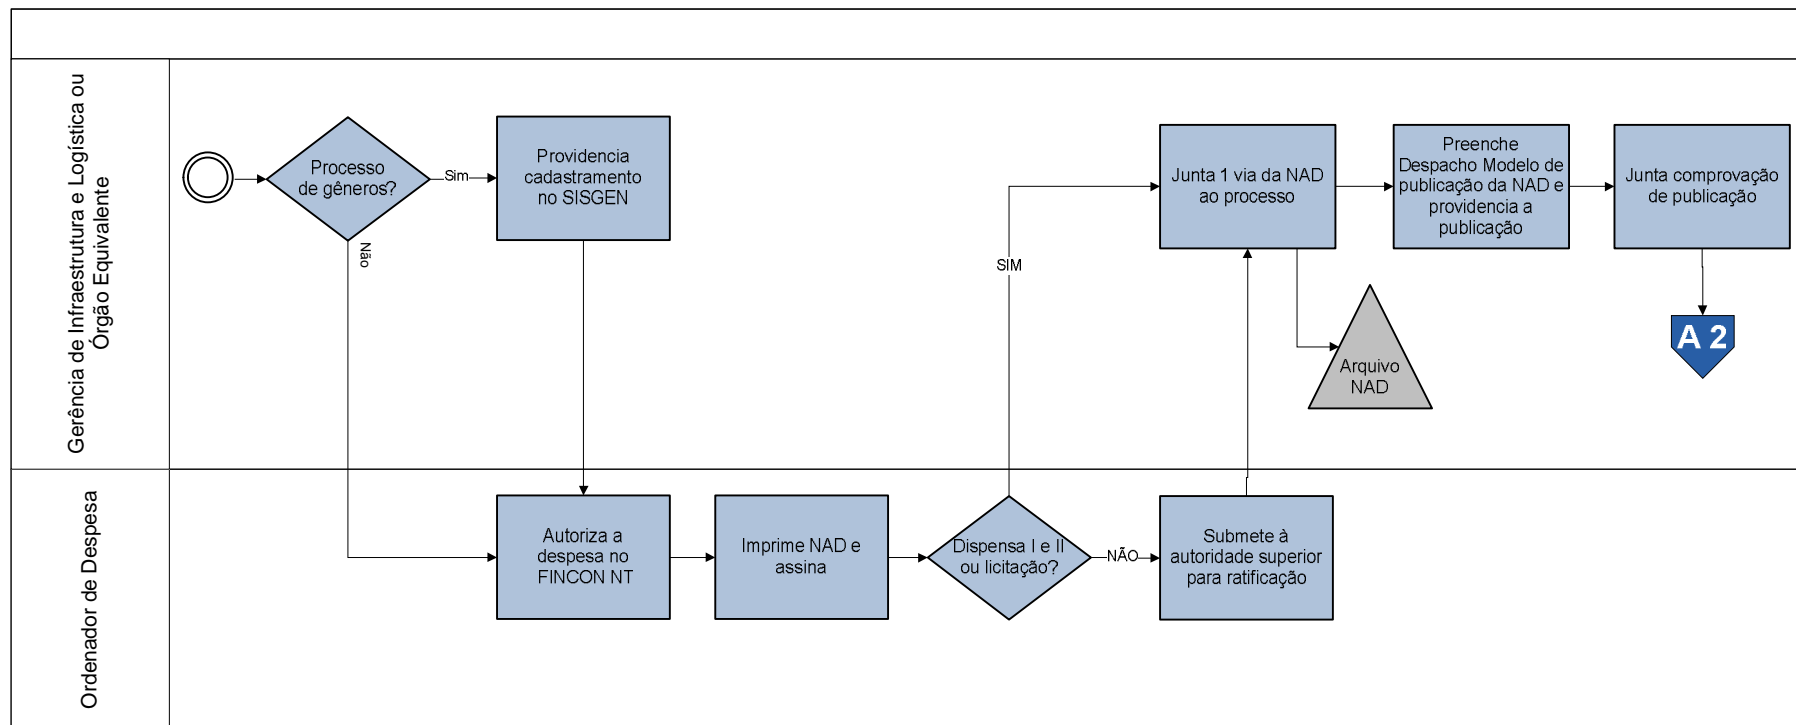 Gerência de Infraestrutura e Logística ou
Órgão Equivalente
Processo
de gêneros?
Sim
Não
Providencia
cadastramento
no SISGEN
SIM
Junta 1 via da NAD
ao processo
Arquivo
NAD
Preenche
Despacho Modelo de
publicação da NAD e
providencia a
publicação
Junta comprovação
de publicação
A 2
Ordenador de Despesa
Autoriza a
despesa no
FINCON NT
Imprime NAD e
assina
Dispensa I e II
ou licitação?
NÃO
Submete à
autoridade superior
para ratificação